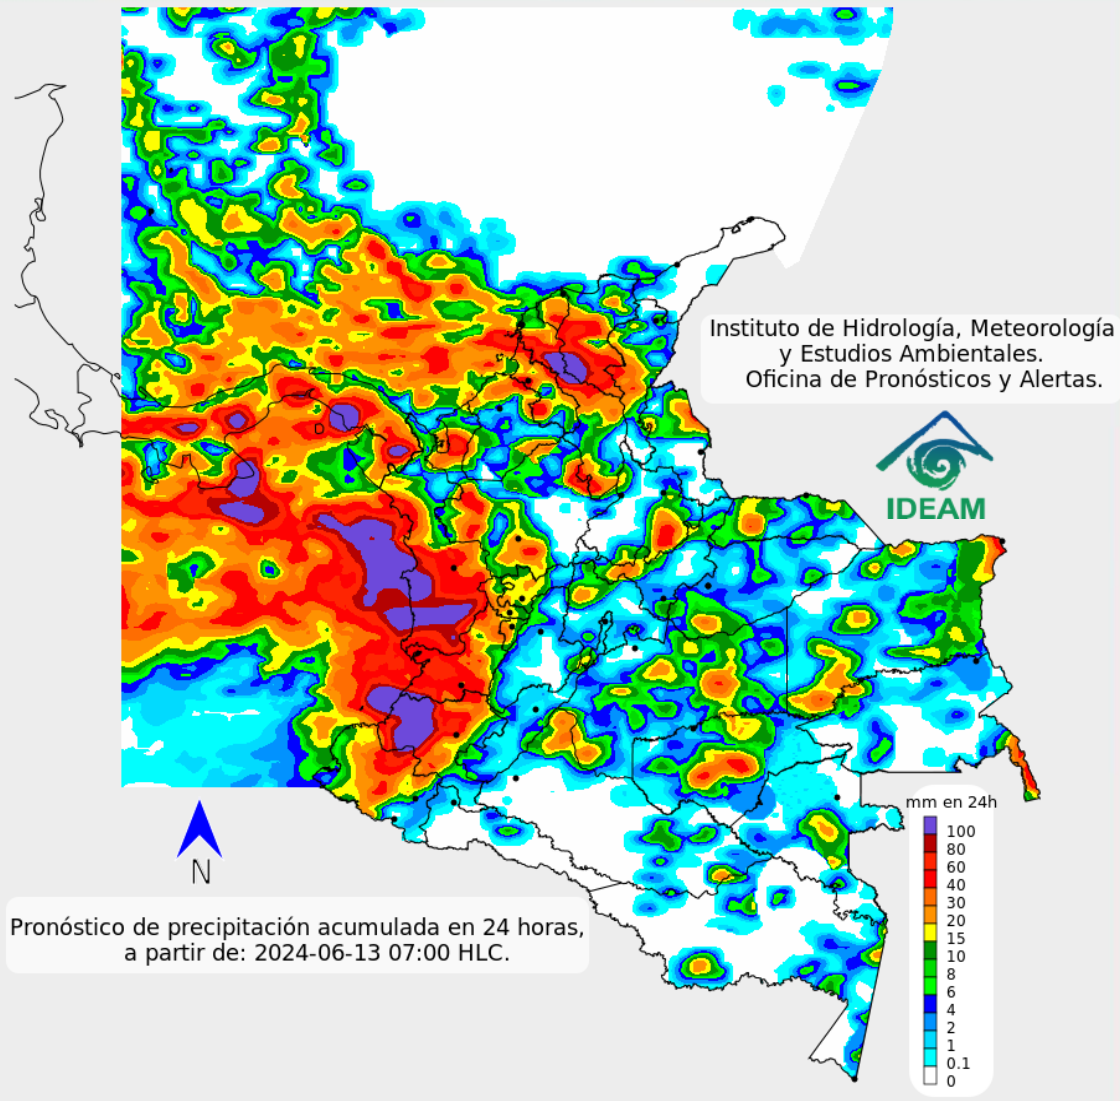 Instituto de Hidrología, Meteorología
y Estudios Ambientales.
Oficina de Pronósticos y Alertas.
IDEAM
mm en 24h
100
80
60
40
30
20
15
10
8
6
4
2
1
0.1
0
N
Pronóstico de precipitación acumulada en 24 horas,
a partir de: 2024-06-13 07:00 HLC.